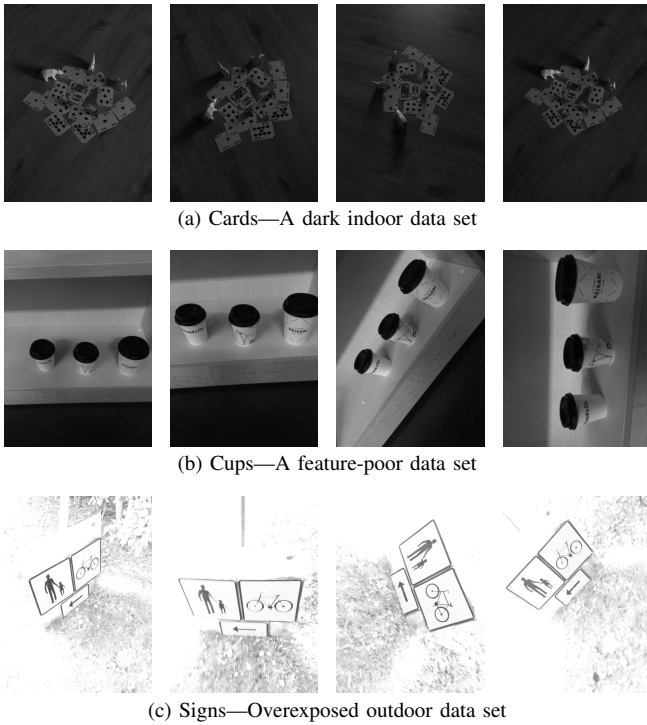 (a) Cards—A dark indoor data set
(b) Cups—A feature-poor data set
(c) Signs—Overexposed outdoor data set